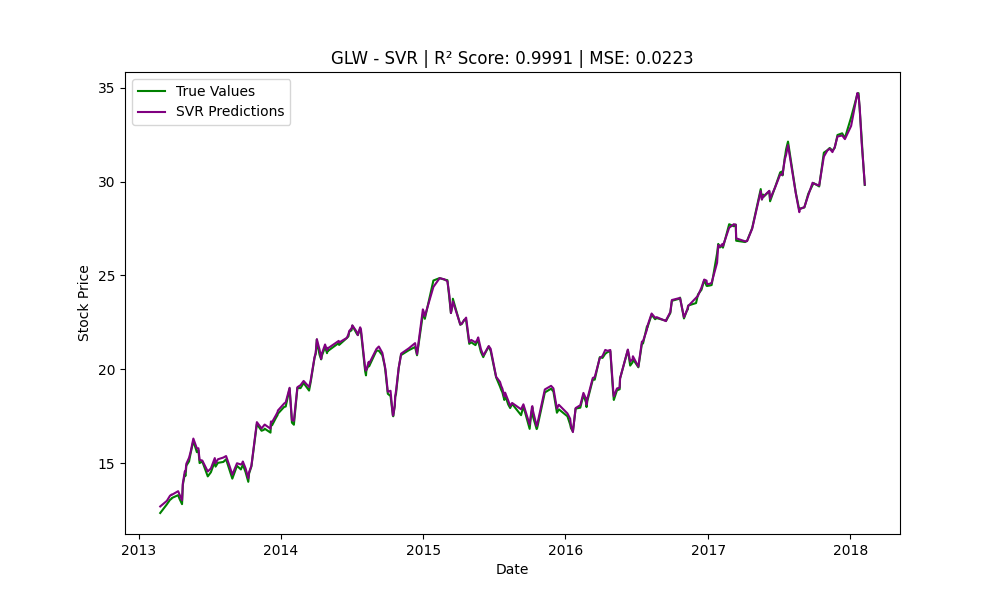 GLW - SVR | R² Score: 0.9991 | MSE: 0.0223
True Values
SVR Predictions
35
30
25
20
15
Stock Price
2013 2014 2015 2016 2017 2018
Date